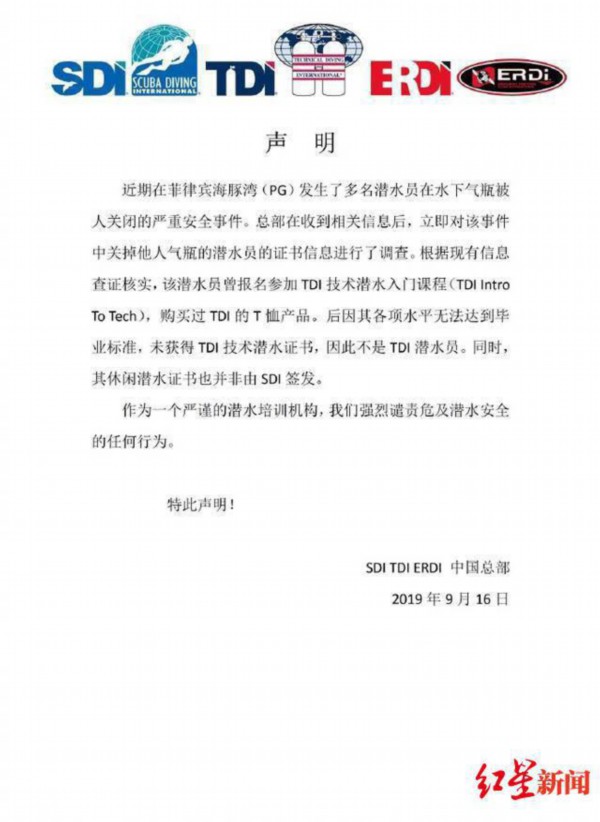 SDI SCUBA DIVING INTERNATIONAL TDI TECHNICAL DIVING INTERNATIONAL ERDI ERDi
声 明
近期在菲律宾海豚湾（PG）发生了多名潜水员在水下气瓶被
人关闭的严重安全事件。总部在收到相关信息后，立即对该事件
中关掉他人气瓶的潜水员的证书信息进行了调查。根据现有信息
查证核实，该潜水员曾报名参加 TDI 技术潜水入门课程（TDI Intro
To Tech），购买过 TDI 的 T 恤产品。后因其各项水平无法达到毕
业标准，未获得 TDI 技术潜水证书，因此不是 TDI 潜水员。同时，
其休闲潜水证书也并非由 SDI 签发。
作为一个严谨的潜水培训机构，我们强烈谴责危及潜水安全
的任何行为。
特此声明！
SDI TDI ERDI 中国总部
2019 年 9 月 16 日
红星新闻